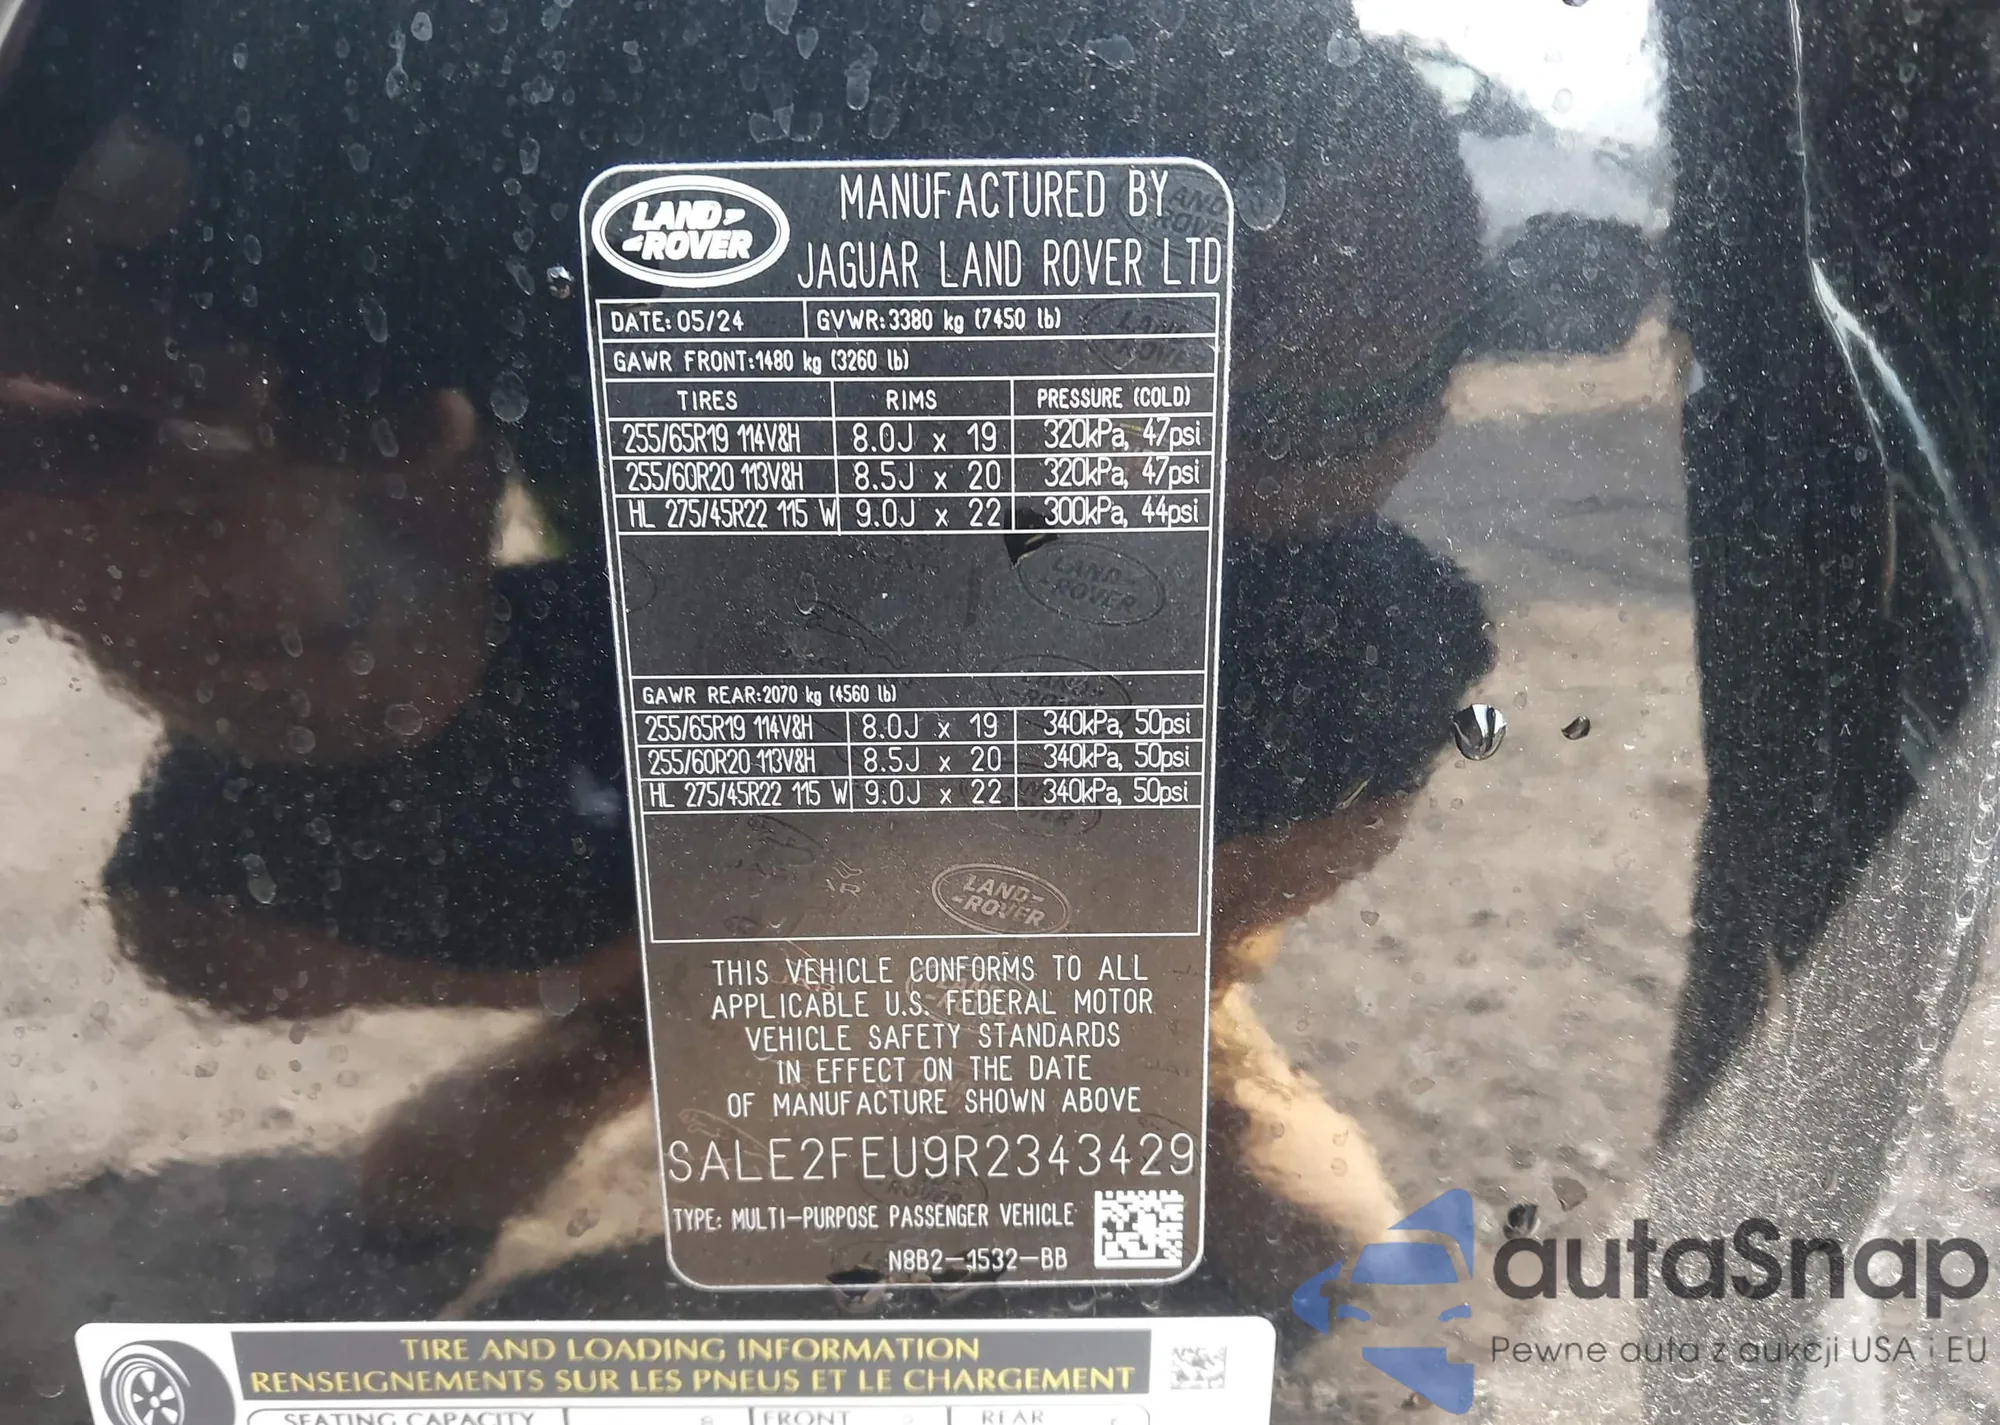 LAND ROVER
MANUFACTURED BY
JAGUAR LAND ROVER LTD
DATE: 05/24 GVWR: 3380 kg (7450 lb)
GAWR FRONT: 1480 kg (3260 lb)
TIRES RIMS PRESSURE (COLD)
255/65R19 114V&H 8.0J x 19 320kPa, 47psi
255/60R20 113V&H 8.5J x 20 320kPa, 47psi
HL 275/45R22 115 W 9.0J x 22 300kPa, 44psi
LAND ROVER
GAWR REAR: 2070 kg (4560 lb)
255/65R19 114V&H 8.0J x 19 340kPa, 50psi
255/60R20 113V&H 8.5J x 20 340kPa, 50psi
HL 275/45R22 115 W 9.0J x 22 340kPa, 50psi
LAND ROVER
THIS VEHICLE CONFORMS TO ALL
APPLICABLE U.S. FEDERAL MOTOR
VEHICLE SAFETY STANDARDS
IN EFFECT ON THE DATE
OF MANUFACTURE SHOWN ABOVE
SALE2FEU9R2343429
TYPE: MULTI-PURPOSE PASSENGER VEHICLE
N8B2-1532-BB
TIRE AND LOADING INFORMATION
RENSEIGNEMENTS SUR LES PNEUS ET LE CHARGEMENT
SEATING CAPACITY FRONT REAR
autaSnap
Pewne auta z aukcji USA i EU